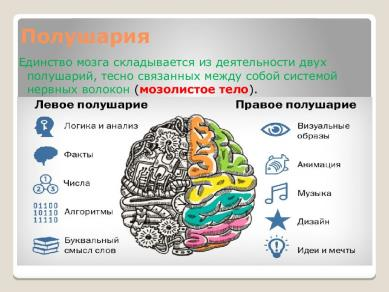 Полушария
Единство мозга складывается из деятельности двух
полушарий, тесно связанных между собой системой
нервных волокон (мозолистое тело).
Левое полушарие
Логика и анализ
Факты
1 2 3
Числа
01100
10110
11110
Алгоритмы
Буквальный
смысл слов
Правое полушарие
Визуальные
образы
Анимация
Музыка
Дизайн
Идеи и мечты